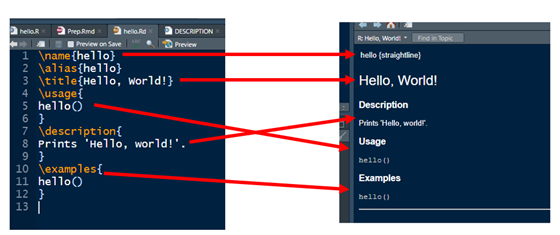 hello.R × Prep.Rmd × hello.Rd × DESCRIPTION ×
Preview on Save Preview
1 \name{hello}
2 \alias{hello}
3 \title{Hello, World!}
4 \usage{
5 hello()
6 }
7 \description{
8 Prints 'Hello, world!'.
9 }
10 \examples{
11 hello()
12 }
13
R: Hello, World! Find in Topic
hello {straightline}
Hello, World!
Description
Prints 'Hello, world!'.
Usage
hello()
Examples
hello()